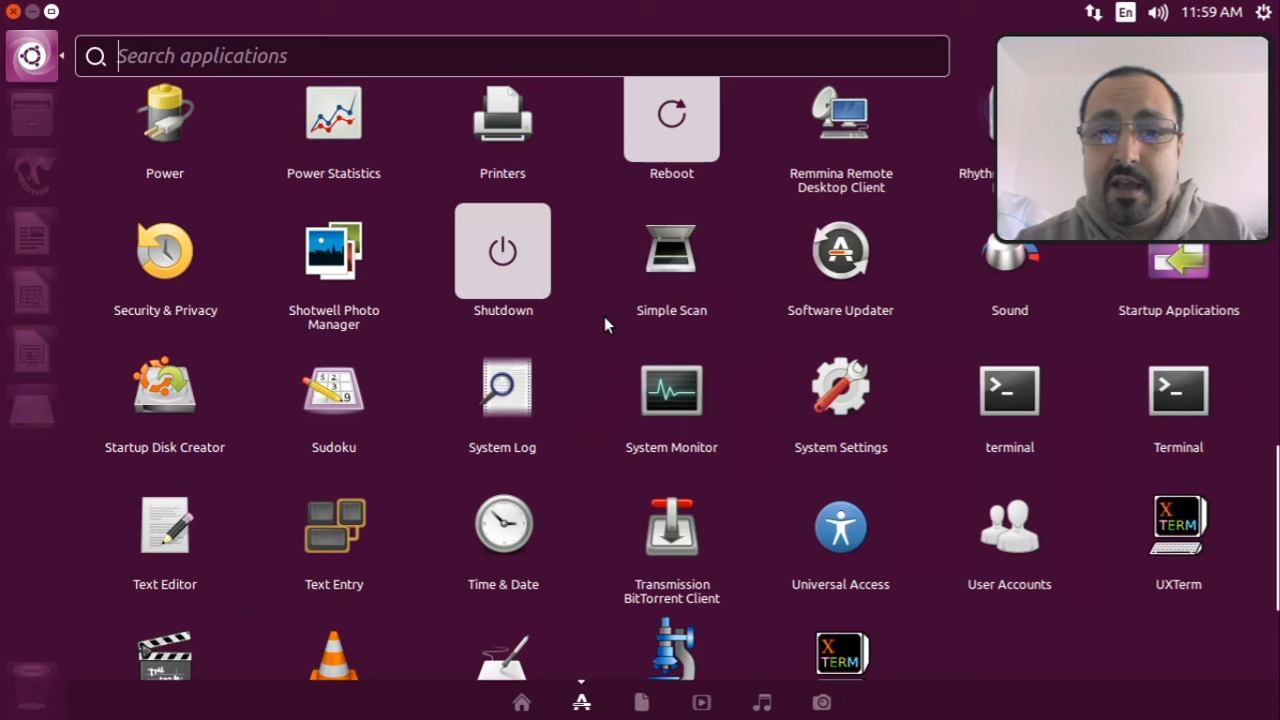 En
11:59 AM
Search applications
Power
Power Statistics
Printers
Reboot
Remmina Remote
Desktop Client
Security & Privacy
Shotwell Photo
Manager
Shutdown
Simple Scan
Software Updater
Sound
Startup Applications
Startup Disk Creator
Sudoku
System Log
System Monitor
System Settings
>_
terminal
>_
Terminal
Text Editor
Text Entry
Time & Date
Transmission
BitTorrent Client
Universal Access
User Accounts
X
TERM
UXTerm
X
TERM